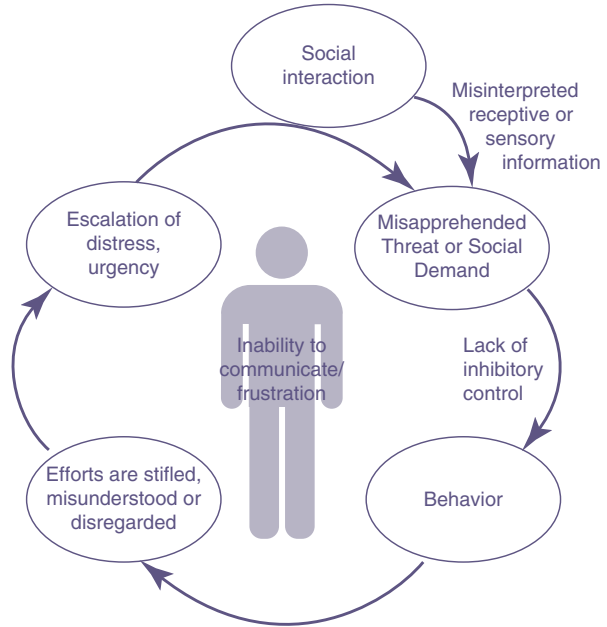 Social
interaction
Misinterpreted
receptive or
sensory
information
Misapprehended
Threat or Social
Demand
Lack of
inhibitory
control
Behavior
Efforts are stifled,
misunderstood or
disregarded
Escalation of
distress,
urgency
Inability to
communicate/
frustration